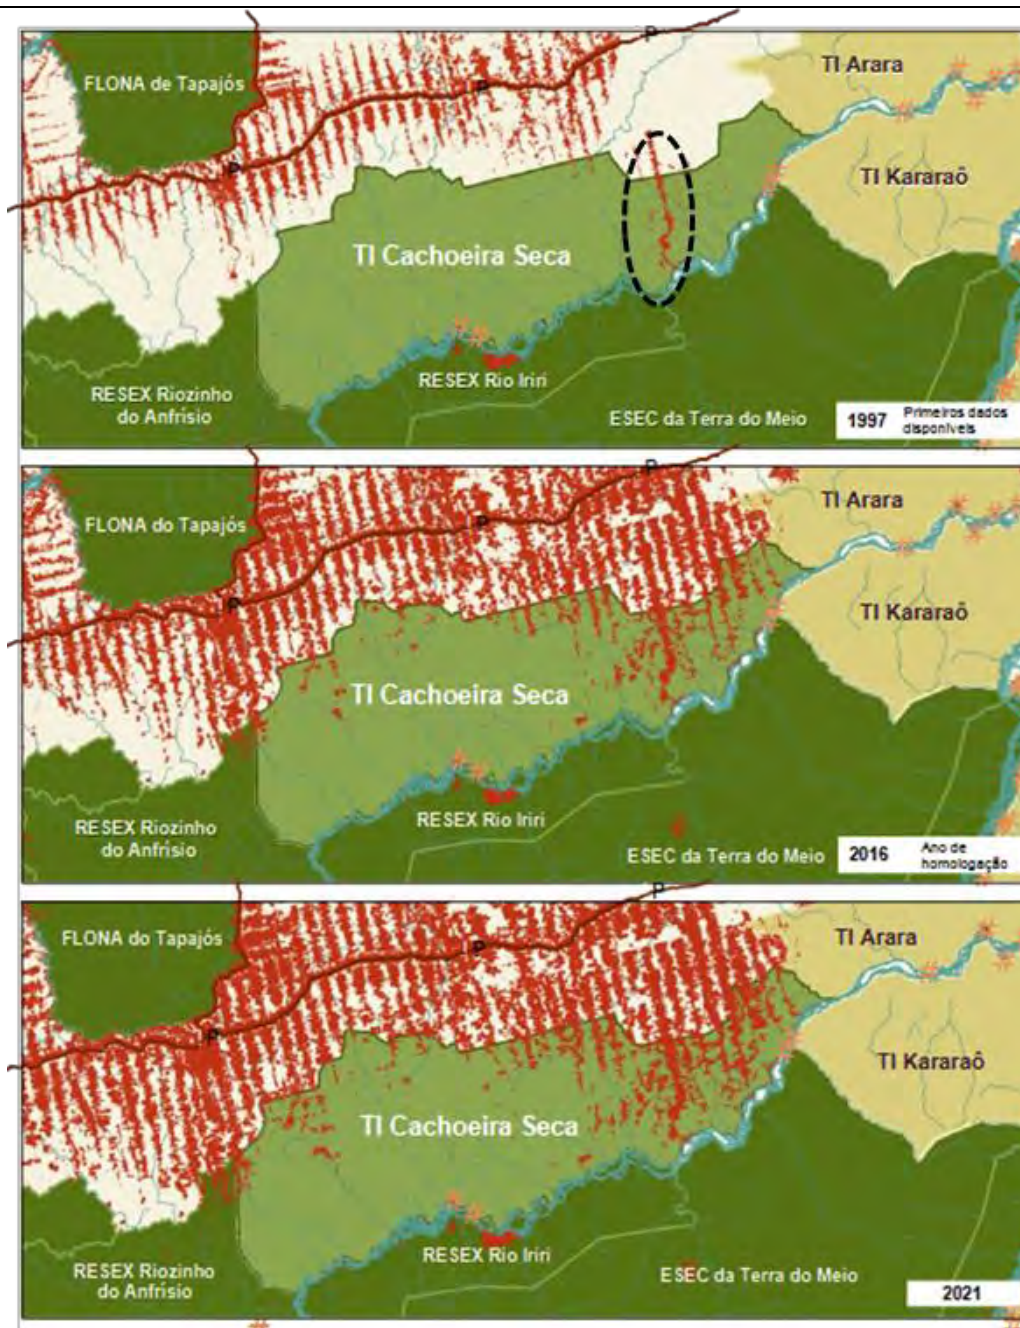 FLONA de Tapajós
P
P
P
TI Arara
TI Kararaô
TI Cachoeira Seca
RESEX Riozinho
do Anfrísio
RESEX Rio Iriri
ESEC da Terra do Meio
1997
Primeiros dados
disponíveis
FLONA do Tapajós
P
P
P
TI Arara
TI Kararaô
TI Cachoeira Seca
RESEX Riozinho
do Anfrísio
RESEX Rio Iriri
ESEC da Terra do Meio
2016
Ano de
homologação
FLONA do Tapajós
P
P
P
TI Arara
TI Kararaô
TI Cachoeira Seca
RESEX Riozinho
do Anfrísio
RESEX Rio Iriri
ESEC da Terra do Meio
2021